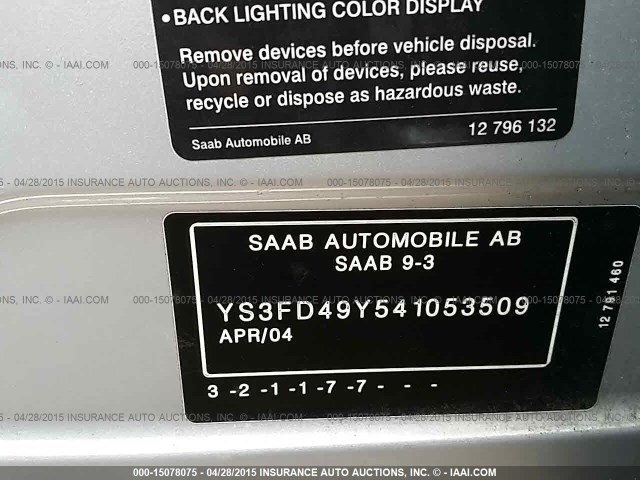 • BACK LIGHTING COLOR DISPLAY
Remove devices before vehicle disposal.
Upon removal of devices, please reuse,
recycle or dispose as hazardous waste.
Saab Automobile AB 12 796 132
SAAB AUTOMOBILE AB
SAAB 9-3
YS3FD49Y541053509
APR/04
3 -2 -1 -1 -7 -7 - - -
12 781 460
000-15078075 - 04/28/2015 INSURANCE AUTO AUCTIONS, INC. - © - IAAI.COM